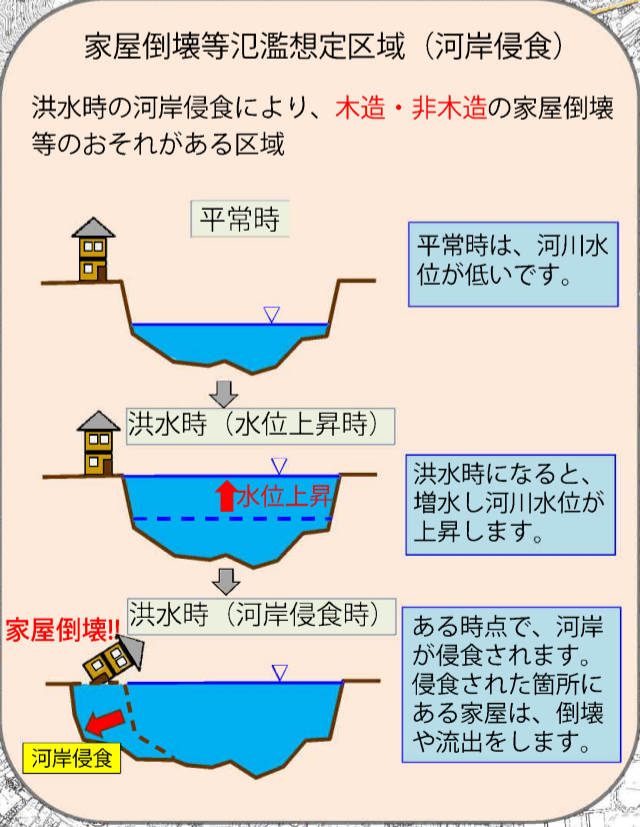 家屋倒壊等氾濫想定区域（河岸侵食）
洪水時の河岸侵食により、木造・非木造の家屋倒壊
等のおそれがある区域
平常時
平常時は、河川水
位が低いです。
洪水時（水位上昇時）
水位上昇
洪水時になると、
増水し河川水位が
上昇します。
洪水時（河岸侵食時）
家屋倒壊!!
ある時点で、河岸
が侵食されます。
侵食された箇所に
ある家屋は、倒壊
や流出をします。
河岸侵食